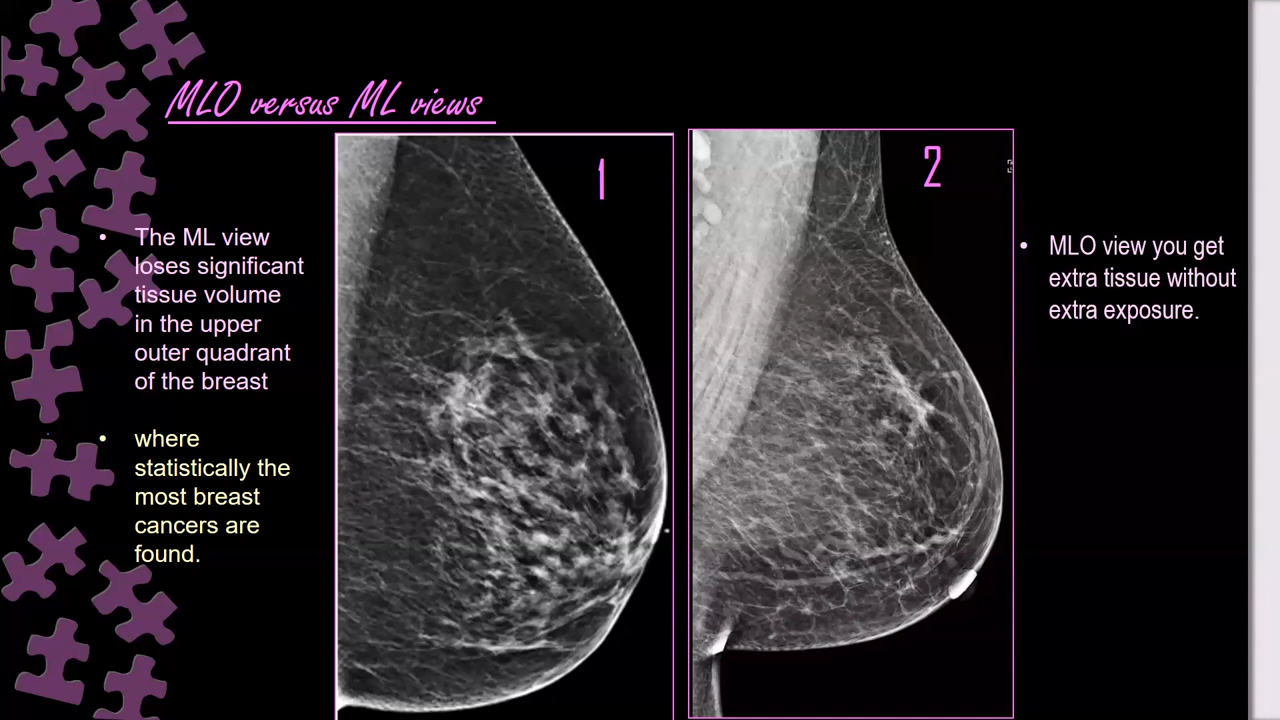 MLO versus ML views
1
2
The ML view
loses significant
tissue volume
in the upper
outer quadrant
of the breast
where
statistically the
most breast
cancers are
found.
MLO view you get
extra tissue without
extra exposure.